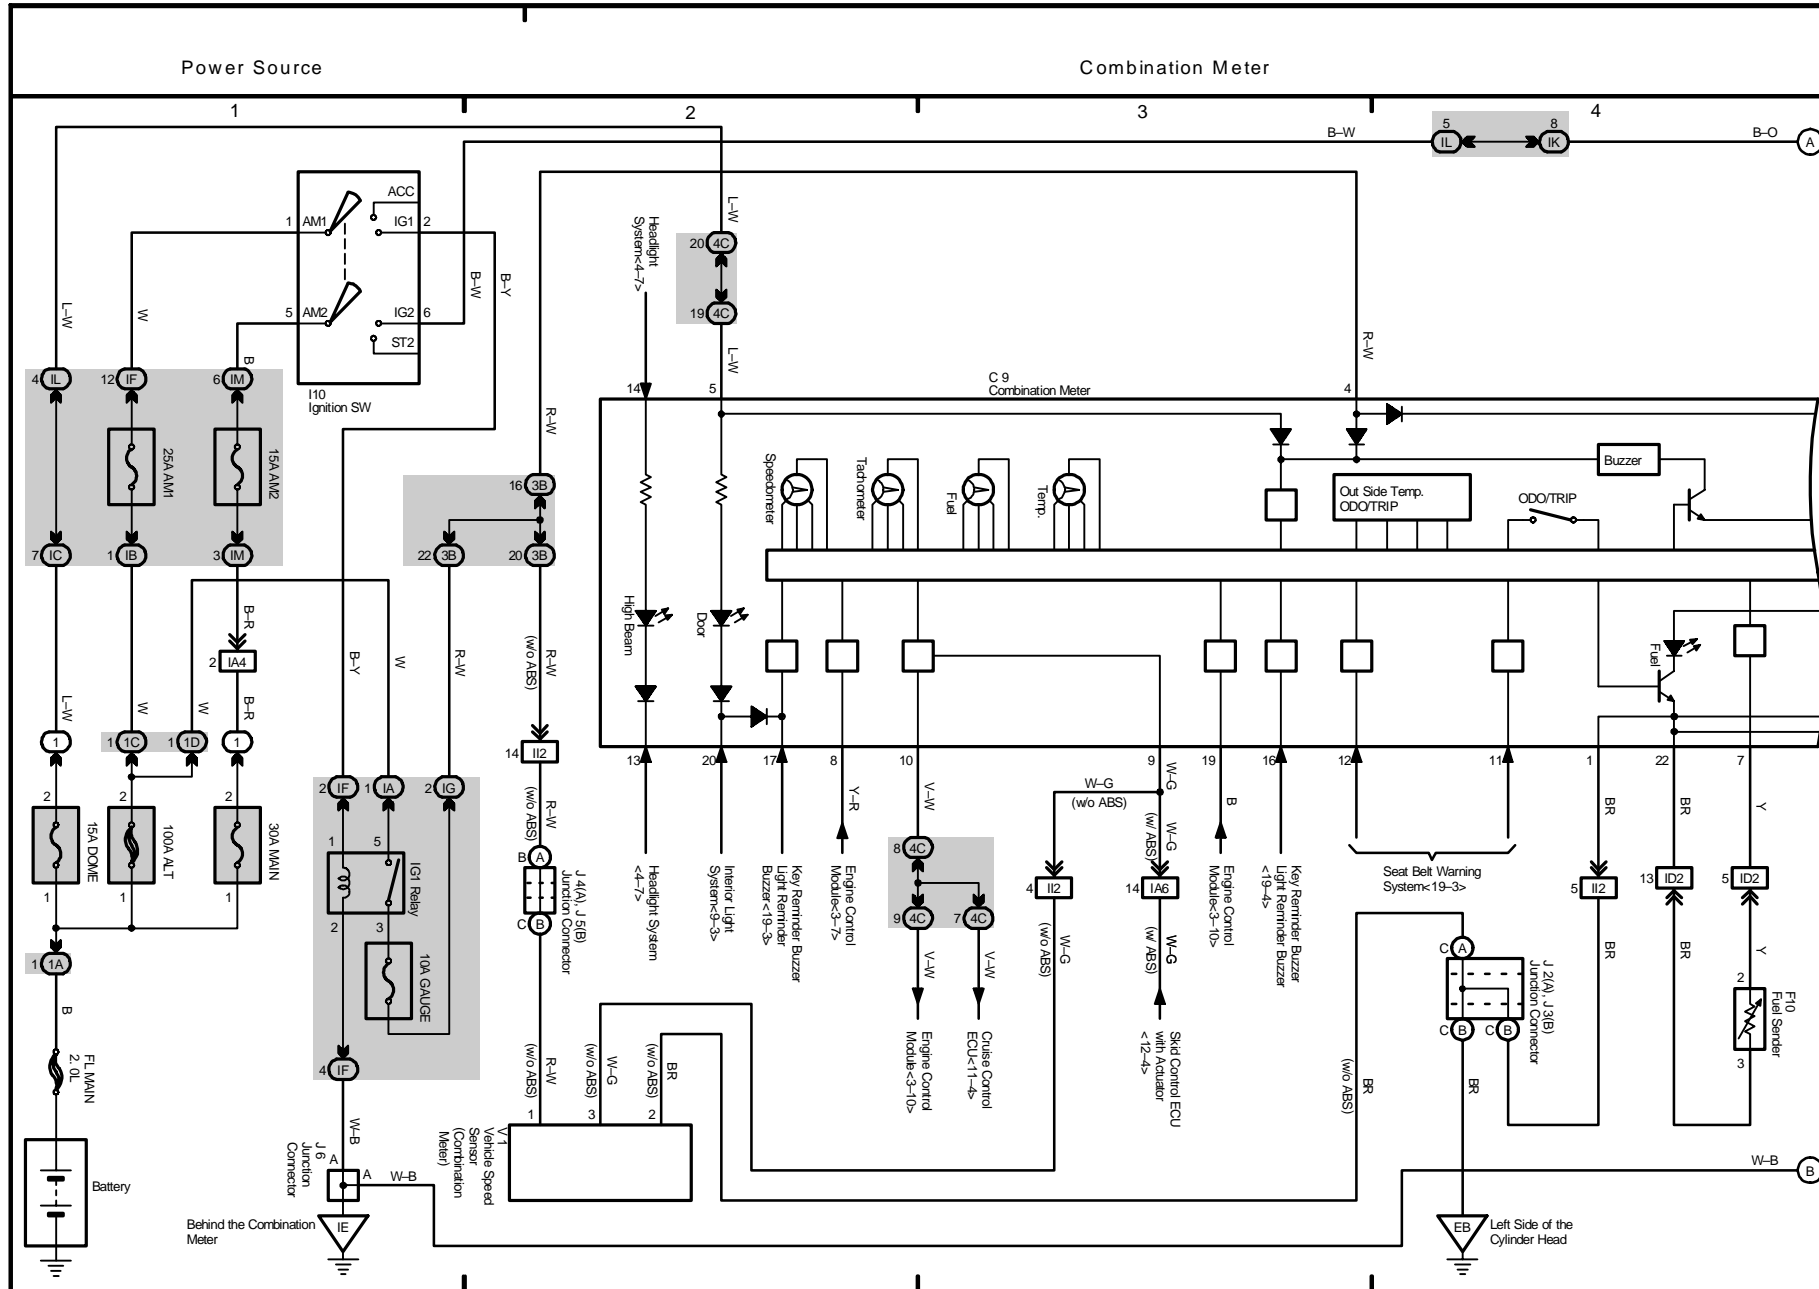 Power Source
Combination Meter
1
2
3
4
B–W
5
IL
8
IK
B–O
A
ACC
1
AM1
IG1
2
5
AM2
IG2
6
ST2
I10
Ignition SW
B–W
B–Y
L–W
W
B
4
IL
12
IF
6
IM
25A AM1
15A AM2
7
IC
1
IB
3
IM
B–R
2
IA4
B–R
L–W
W
W
B–Y
W
R–W
1
1
1C
1
1D
1
2
15A DOME
1
2
100A ALT
1
2
30A MAIN
1
1
1A
B
FL MAIN
2. 0L
Battery
2
IF
1
IA
2
IG
1
5
IG1 Relay
2
3
10A GAUGE
4
IF
W–B
J 6
Junction
Connector
A
A
W–B
Behind the Combination
Meter
IE
Headlight
System<4–7>
L–W
20
4C
19
4C
L–W
R–W
R–W
16
3B
22
3B
20
3B
R–W
(w/o ABS)
14
II2
R–W
(w/o ABS)
B
A
C
B
J 4(A), J 5(B)
Junction Connector
R–W
(w/o ABS)
W–G
(w/o ABS)
BR
(w/o ABS)
1
3
2
V 1
Vehicle Speed
Sensor
(Combination
Meter)
C 9
Combination Meter
14
5
4
Speedometer
Tachometer
Fuel
Temp.
Out Side Temp.
ODO/TRIP
ODO/TRIP
Buzzer
High Beam
Door
Fuel
13
20
17
8
10
9
19
16
12
11
1
22
7
Headlight System
<4–7>
Interior Light
System<9–3>
Key Reminder Buzzer
Light Reminder
Buzzer<19–3>
Y–R
Engine Control
Module<3–7>
V–W
8
4C
9
4C
7
4C
V–W
V–W
Engine Control
Module<3–10>
Cruise Control
ECU<11–4>
W–G
(w/o ABS)
W–G
W–G
(w/ ABS)
4
II2
14
IA6
W–G
(w/o ABS)
W–G
(w/ ABS)
Skid Control ECU
with Actuator
<12–4>
B
Engine Control
Module<3–10>
Key Reminder Buzzer
Light Reminder Buzzer
<19–4>
Seat Belt Warning
System<19–3>
BR
(w/o ABS)
C
A
C
B
C
B
J 2(A), J 3(B)
Junction Connector
BR
EB
Left Side of the
Cylinder Head
BR
5
II2
BR
BR
13
ID2
BR
Y
5
ID2
Y
2
F10
Fuel Sender
3
W–B
B